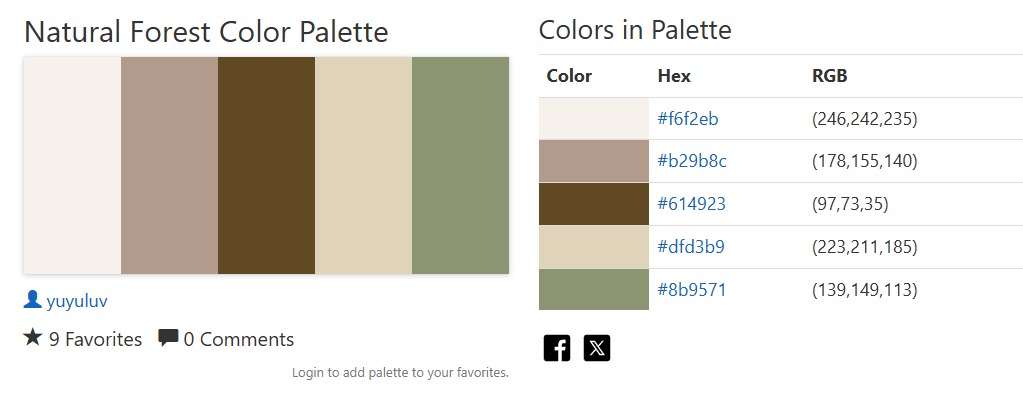 Natural Forest Color Palette
yuyuluv
9 Favorites 0 Comments
Login to add palette to your favorites.
Colors in Palette
Color Hex RGB
#f6f2eb (246,242,235)
#b29b8c (178,155,140)
#614923 (97,73,35)
#dfd3b9 (223,211,185)
#8b9571 (139,149,113)